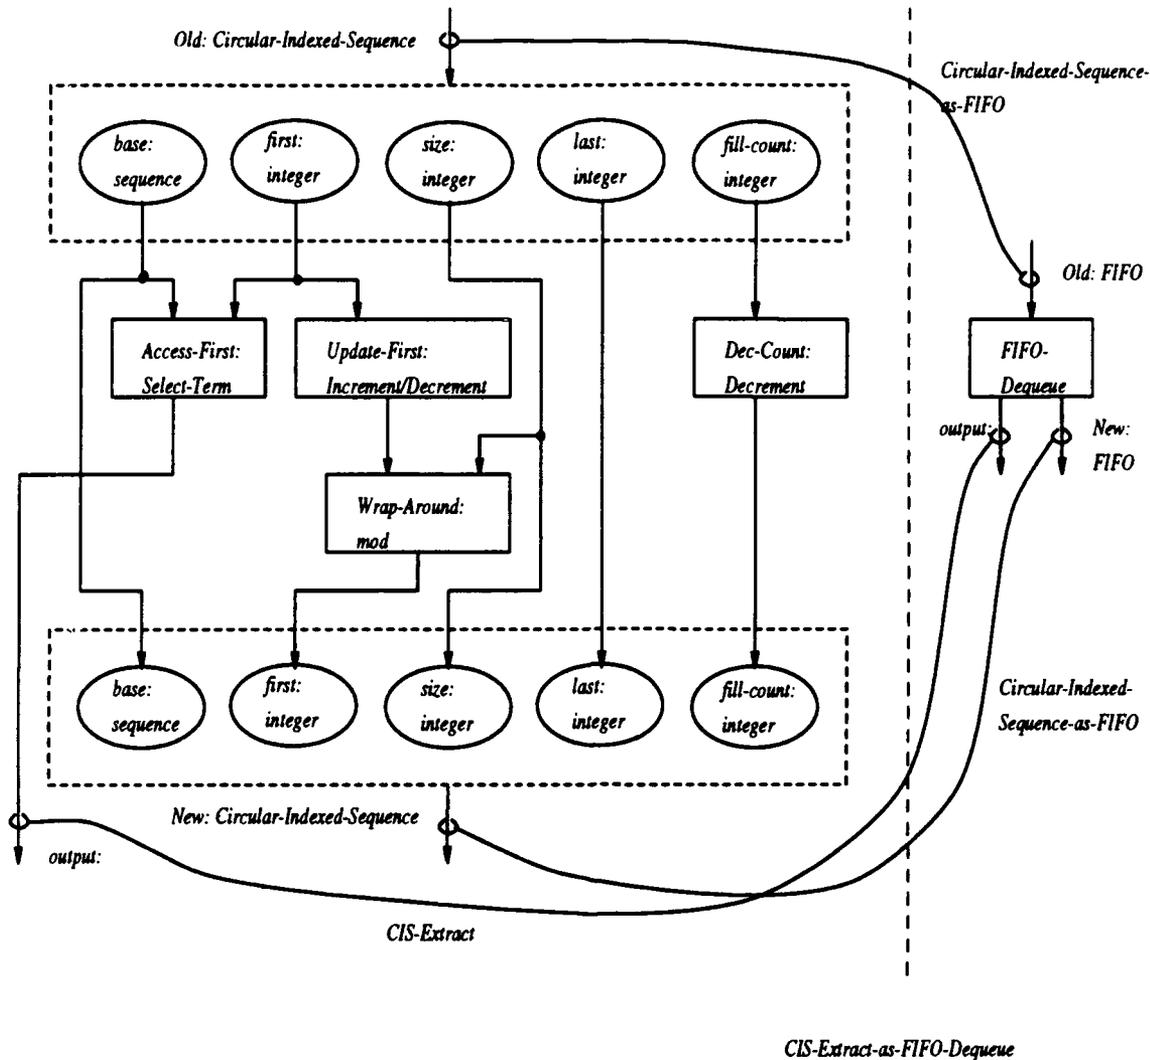 Old: Circular-Indexed-Sequence
Circular-Indexed-Sequence-
as-FIFO
base:
sequence
first:
integer
size:
integer
last:
integer
fill-count:
integer
Old: FIFO
Access-First:
Select-Term
Update-First:
Increment/Decrement
Dec-Count:
Decrement
FIFO-
Dequeue
output:
New:
FIFO
Wrap-Around:
mod
base:
sequence
first:
integer
size:
integer
last:
integer
fill-count:
integer
Circular-Indexed-
Sequence-as-FIFO
New: Circular-Indexed-Sequence
output:
CIS-Extract
CIS-Extract-as-FIFO-Dequeue